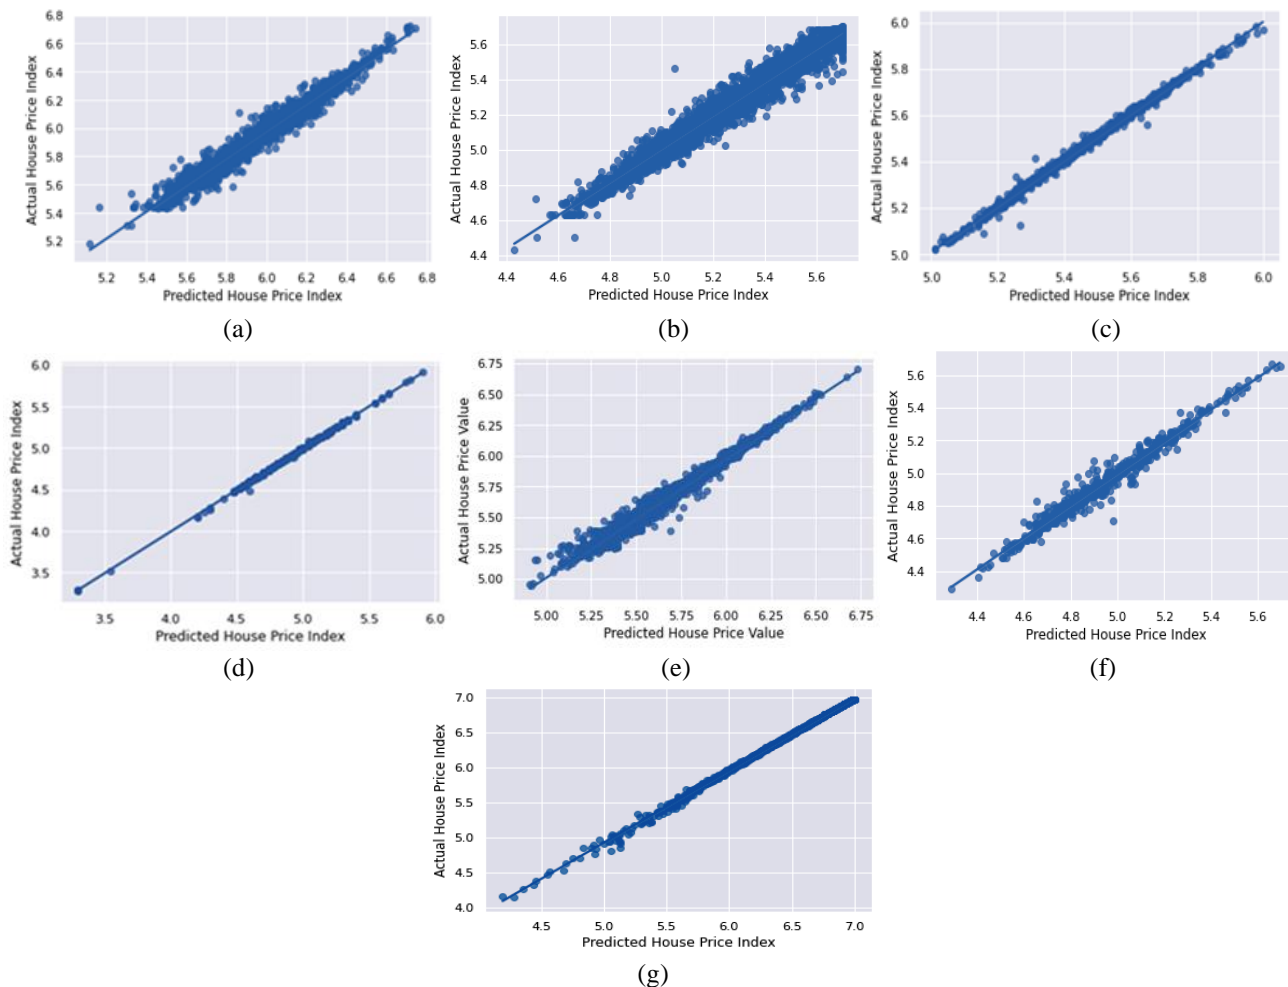 6.8
6.6
6.4
6.2
6.0
5.8
5.6
5.4
5.2
Actual House Price Index
5.2 5.4 5.6 5.8 6.0 6.2 6.4 6.6 6.8
Predicted House Price Index
(a)
5.6
5.4
5.2
5.0
4.8
4.6
4.4
Actual House Price Index
4.4 4.6 4.8 5.0 5.2 5.4 5.6
Predicted House Price Index
(b)
6.0
5.8
5.6
5.4
5.2
5.0
Actual House Price Index
5.0 5.2 5.4 5.6 5.8 6.0
Predicted House Price Index
(c)
6.0
5.5
5.0
4.5
4.0
3.5
Actual House Price Index
3.5 4.0 4.5 5.0 5.5 6.0
Predicted House Price Index
(d)
6.75
6.50
6.25
6.00
5.75
5.50
5.25
5.00
Actual House Price Value
5.00 5.25 5.50 5.75 6.00 6.25 6.50 6.75
Predicted House Price Value
(e)
5.6
5.4
5.2
5.0
4.8
4.6
4.4
Actual House Price Index
4.4 4.6 4.8 5.0 5.2 5.4 5.6
Predicted House Price Index
(f)
7.0
6.5
6.0
5.5
5.0
4.5
4.0
Actual House Price Index
4.5 5.0 5.5 6.0 6.5 7.0
Predicted House Price Index
(g)